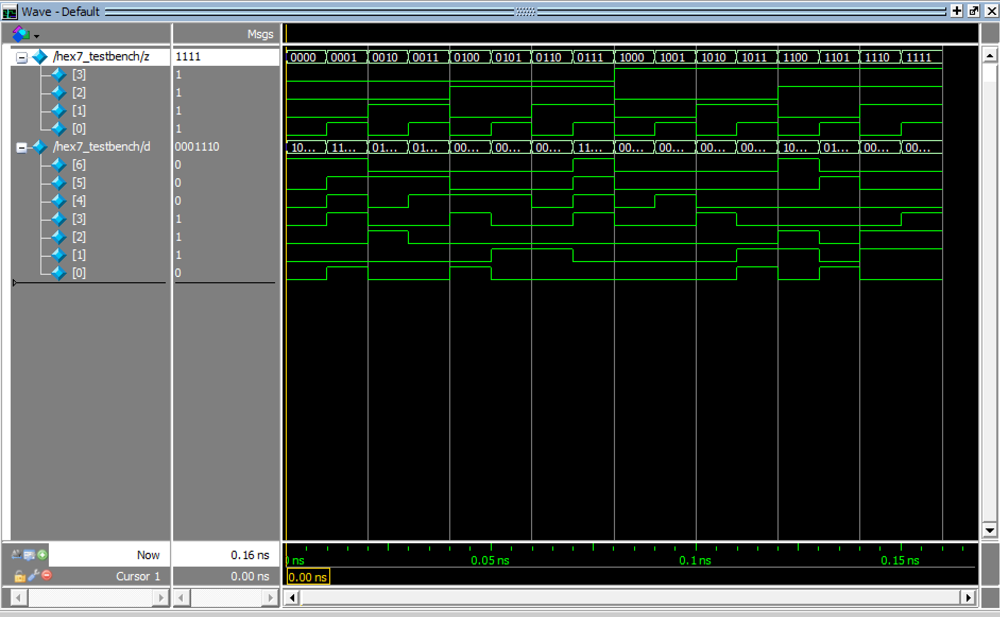 Wave - Default
Msgs
/hex7_testbench/z 1111 0000 0001 0010 0011 0100 0101 0110 0111 1000 1001 1010 1011 1100 1101 1110 1111
[3] 1
[2] 1
[1] 1
[0] 1
/hex7_testbench/d 0001110 10... 11... 01... 01... 00... 00... 00... 11... 00... 00... 00... 00... 10... 01... 00... 00...
[6] 0
[5] 0
[4] 0
[3] 1
[2] 1
[1] 1
[0] 0
Now 0.16 ns 0 ns 0.05 ns 0.1 ns 0.15 ns
Cursor 1 0.00 ns 0.00 ns